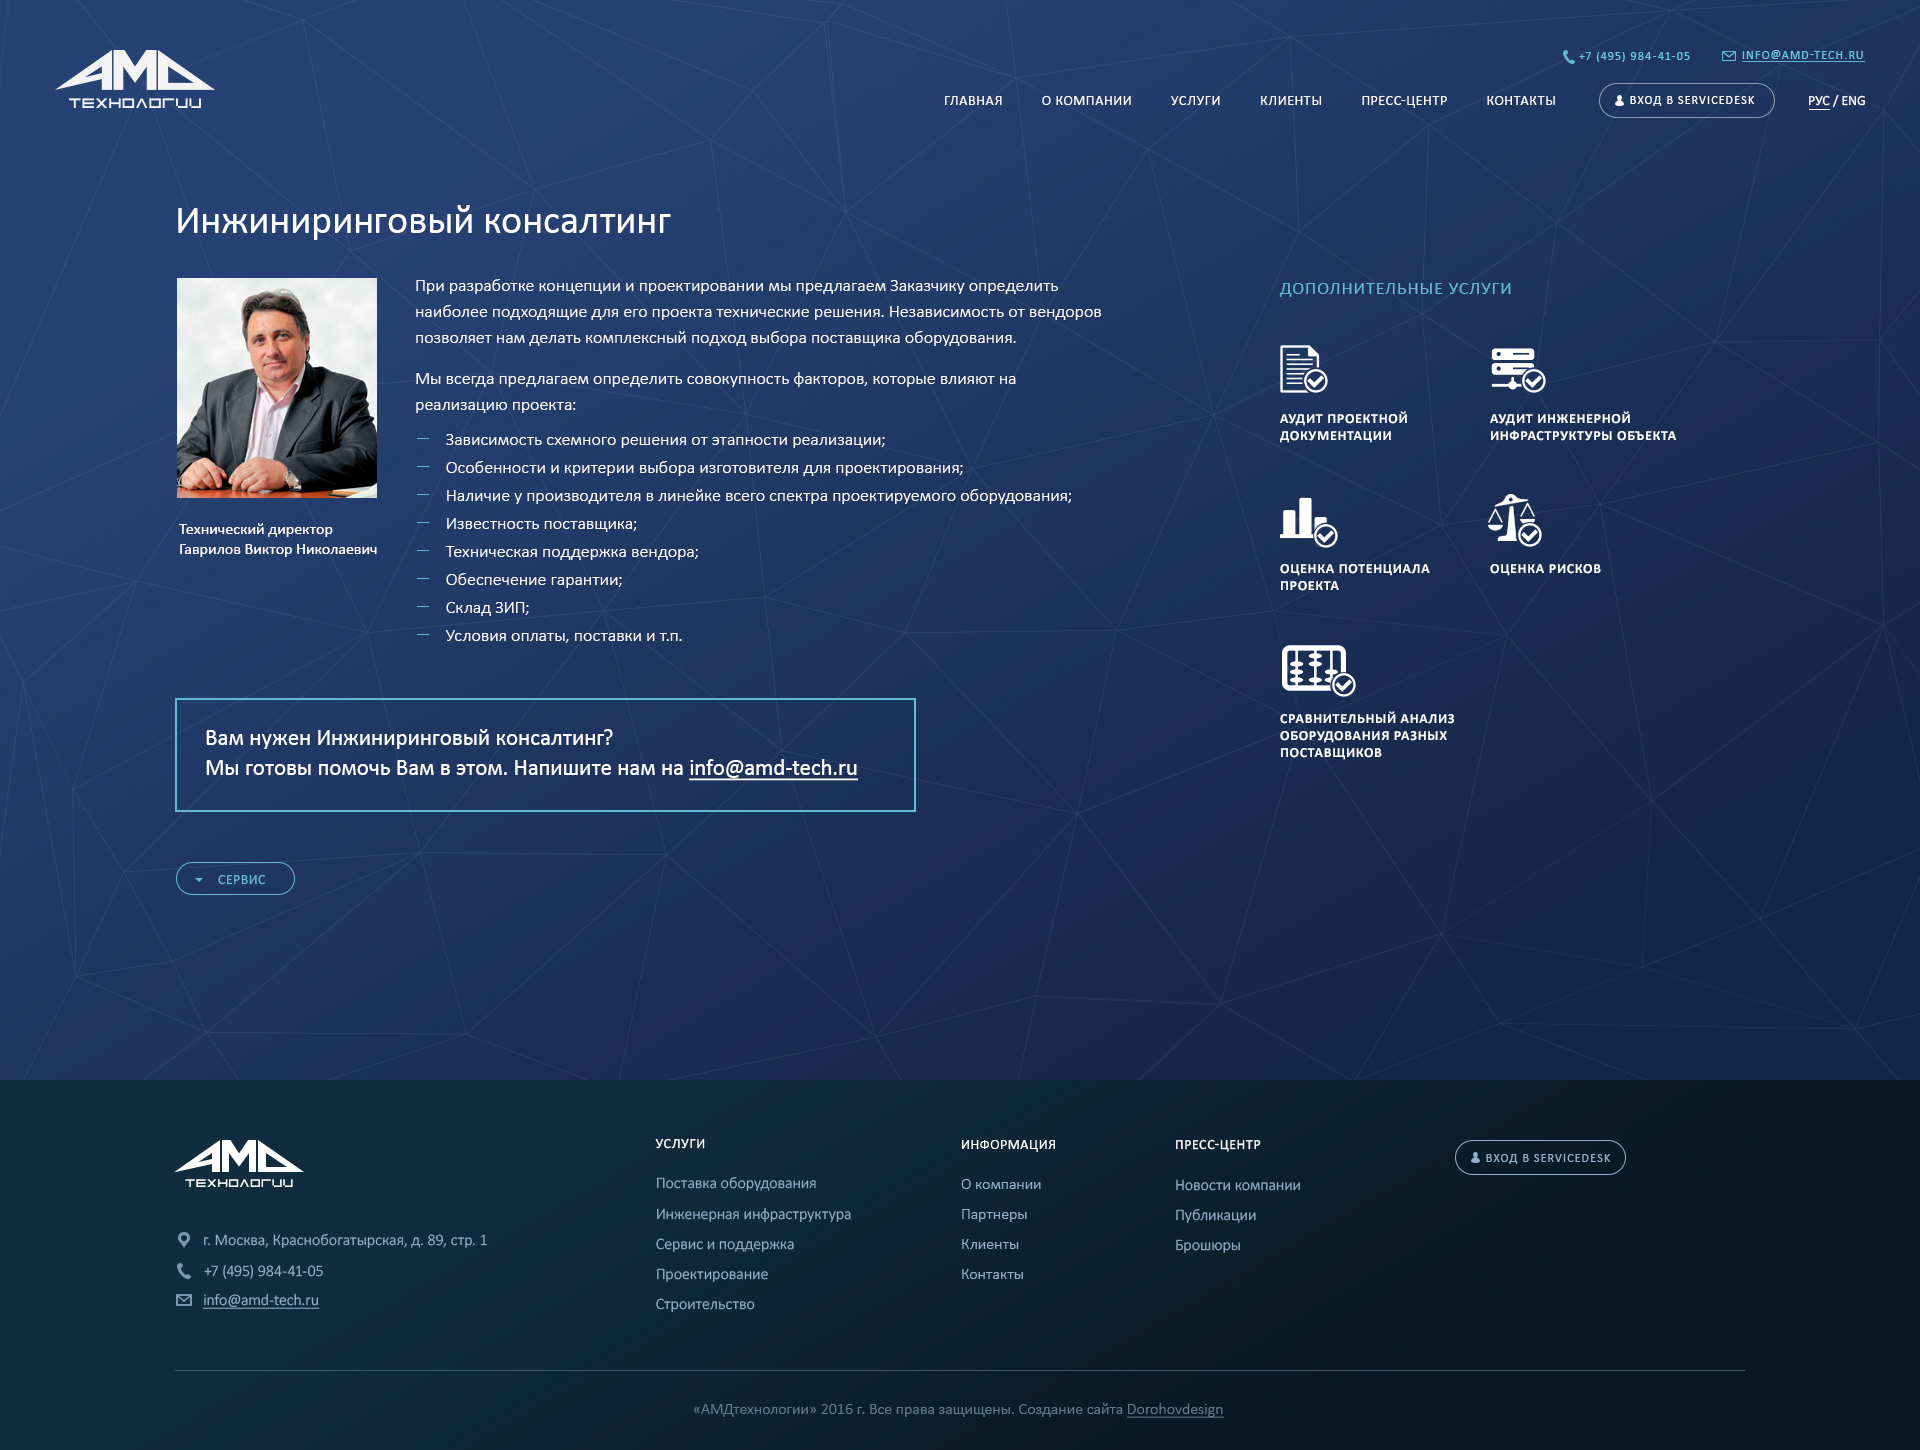 АМД
ТЕХНОЛОГИИ
+7 (495) 984-41-05
INFO@AMD-TECH.RU
ГЛАВНАЯ
О КОМПАНИИ
УСЛУГИ
КЛИЕНТЫ
ПРЕСС-ЦЕНТР
КОНТАКТЫ
ВХОД В SERVICEDESK
РУС / ENG
Инжиниринговый консалтинг
Технический директор
Гаврилов Виктор Николаевич
При разработке концепции и проектировании мы предлагаем Заказчику определить
наиболее подходящие для его проекта технические решения. Независимость от вендоров
позволяет нам делать комплексный подход выбора поставщика оборудования.
Мы всегда предлагаем определить совокупность факторов, которые влияют на
реализацию проекта:
— Зависимость схемного решения от этапности реализации;
— Особенности и критерии выбора изготовителя для проектирования;
— Наличие у производителя в линейке всего спектра проектируемого оборудования;
— Известность поставщика;
— Техническая поддержка вендора;
— Обеспечение гарантии;
— Склад ЗИП;
— Условия оплаты, поставки и т.п.
Вам нужен Инжиниринговый консалтинг?
Мы готовы помочь Вам в этом. Напишите нам на info@amd-tech.ru
СЕРВИС
ДОПОЛНИТЕЛЬНЫЕ УСЛУГИ
АУДИТ ПРОЕКТНОЙ
ДОКУМЕНТАЦИИ
АУДИТ ИНЖЕНЕРНОЙ
ИНФРАСТРУКТУРЫ ОБЪЕКТА
ОЦЕНКА ПОТЕНЦИАЛА
ПРОЕКТА
ОЦЕНКА РИСКОВ
СРАВНИТЕЛЬНЫЙ АНАЛИЗ
ОБОРУДОВАНИЯ РАЗНЫХ
ПОСТАВЩИКОВ
АМД
ТЕХНОЛОГИИ
г. Москва, Краснобогатырская, д. 89, стр. 1
+7 (495) 984-41-05
info@amd-tech.ru
УСЛУГИ
Поставка оборудования
Инженерная инфраструктура
Сервис и поддержка
Проектирование
Строительство
ИНФОРМАЦИЯ
О компании
Партнеры
Клиенты
Контакты
ПРЕСС-ЦЕНТР
Новости компании
Публикации
Брошюры
ВХОД В SERVICEDESK
«АМДтехнологии» 2016 г. Все права защищены. Создание сайта Dorohovdesign